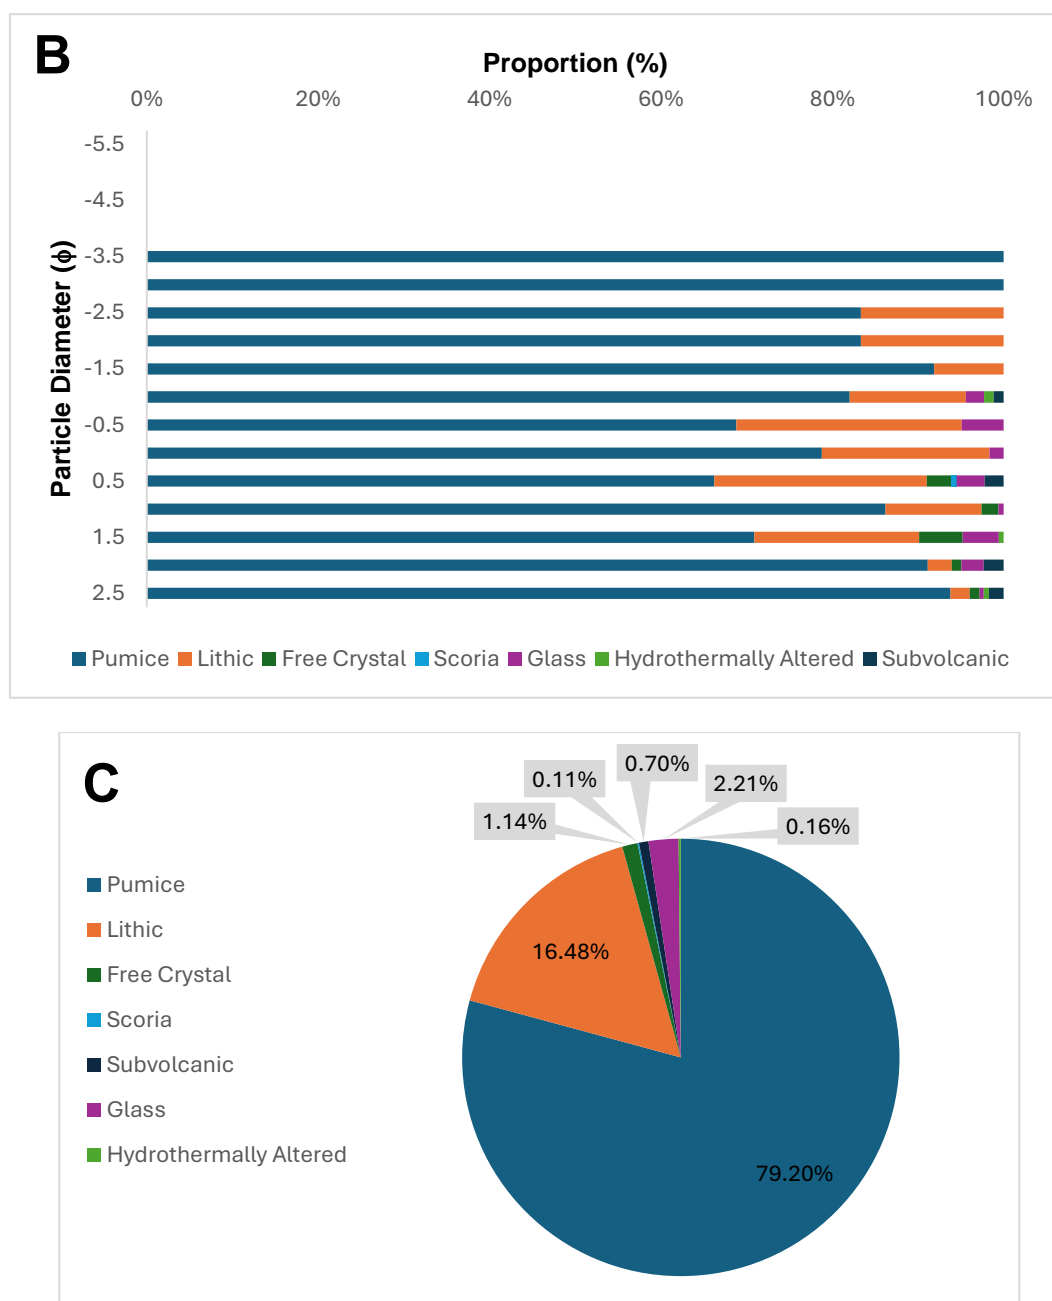 B
Proportion (%)
0% 20% 40% 60% 80% 100%
Particle Diameter (ϕ)
-5.5
-4.5
-3.5
-2.5
-1.5
-0.5
0.5
1.5
2.5
Pumice Lithic Free Crystal Scoria Glass Hydrothermally Altered Subvolcanic
C
0.70%
0.11%
2.21%
1.14%
0.16%
Pumice
Lithic
Free Crystal
Scoria
Subvolcanic
Glass
Hydrothermally Altered
16.48%
79.20%